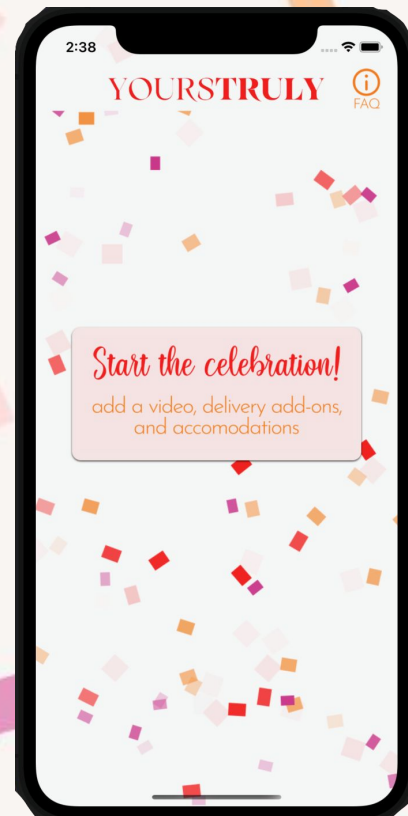 2:38
YOURSTRULY
FAQ
Start the celebration!
add a video, delivery add-ons,
and accomodations